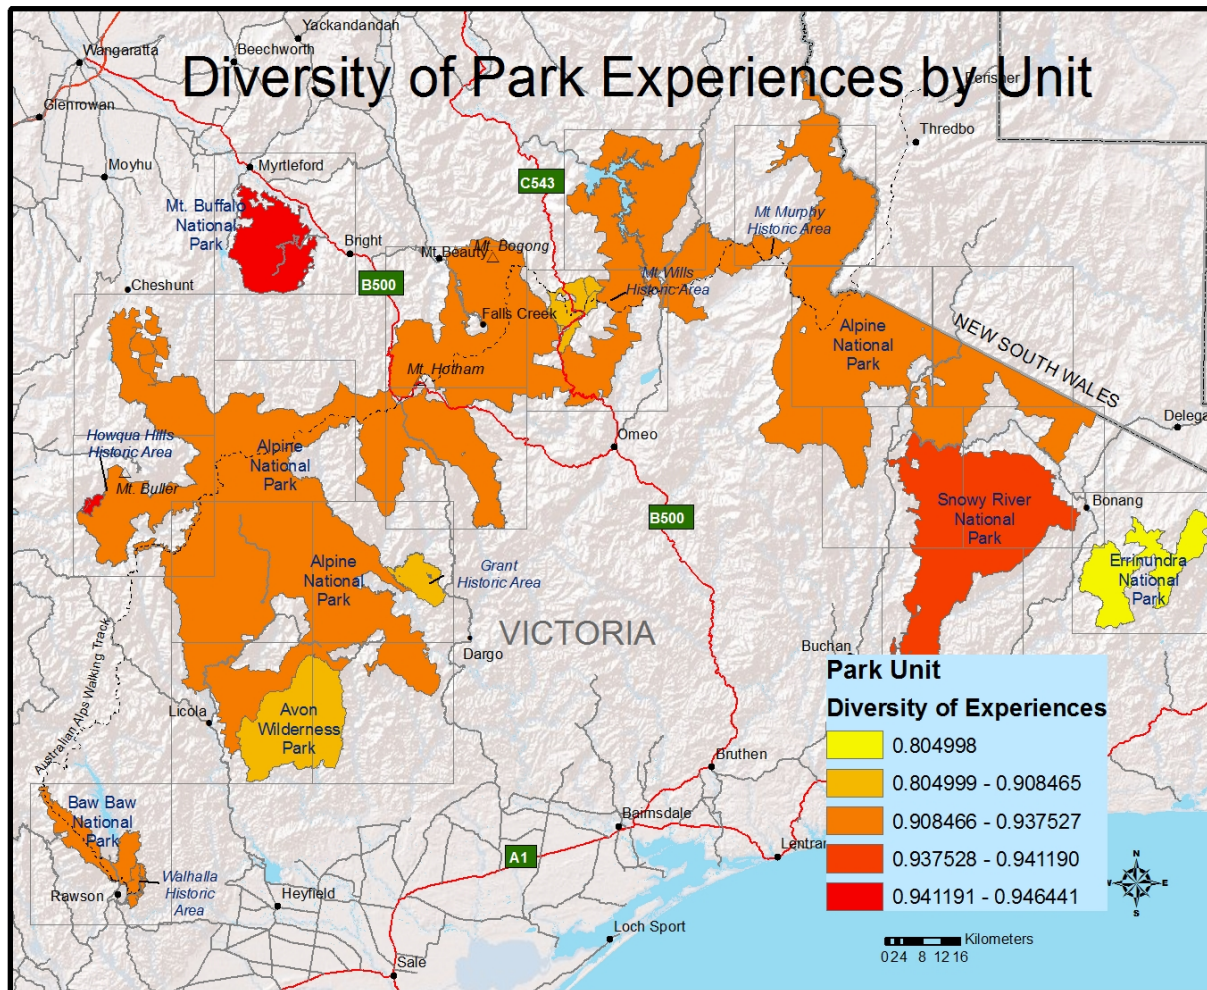 Diversity of Park Experiences by Unit
Yackandandah
Wangaratta
Beechworth
Glenrowan
Perisher
Thredbo
Moyhu
Myrtleford
C543
Mt. Buffalo
National
Park
Mt Murphy
Historic Area
Bright
Mt Beauty
Mt. Bogong
Mt Wills
Historic Area
B500
Cheshunt
Falls Creek
Alpine
National
Park
NEW SOUTH WALES
Mt. Hotham
Howqua Hills
Historic Area
Mt. Buller
Alpine
National
Park
Omeo
Delega
Snowy River
National
Park
Bonang
B500
Alpine
National
Park
Grant
Historic Area
Errinundra
National
Park
VICTORIA
Dargo
Buchan
Australian Alps Walking Track
Licola
Avon
Wilderness
Park
Bruthen
Baw Baw
National
Park
Bairnsdale
A1
Walhalla
Historic
Area
Rawson
Heyfield
Loch Sport
Sale
Park Unit
Diversity of Experiences
0.804998
0.804999 - 0.908465
0.908466 - 0.937527
0.937528 - 0.941190
0.941191 - 0.946441
N
W E
S
Kilometers
0 2 4 8 12 16